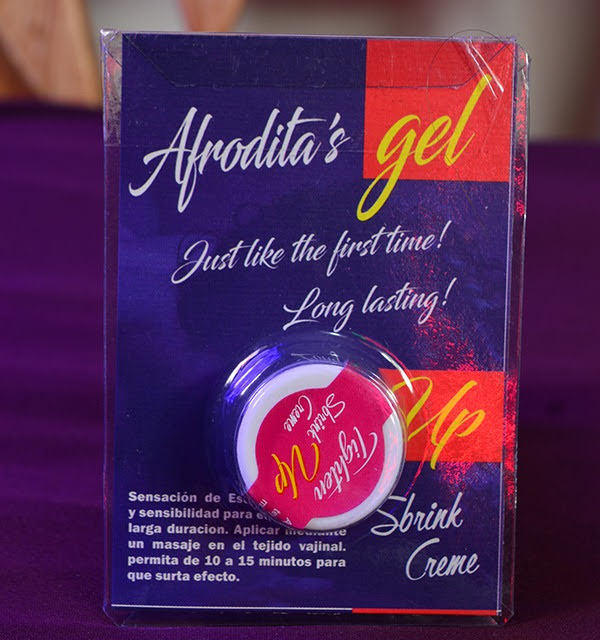 Afrodita's gel
Just like the first time!
Long lasting!
Tighten
Up
Sbrink
Creme
Up
Sbrink
Creme
Sensación de
y sensibilidad para
larga duracion. Aplicar mediante
un masaje en el tejido vajinal.
permita de 10 a 15 minutos para
que surta efecto.